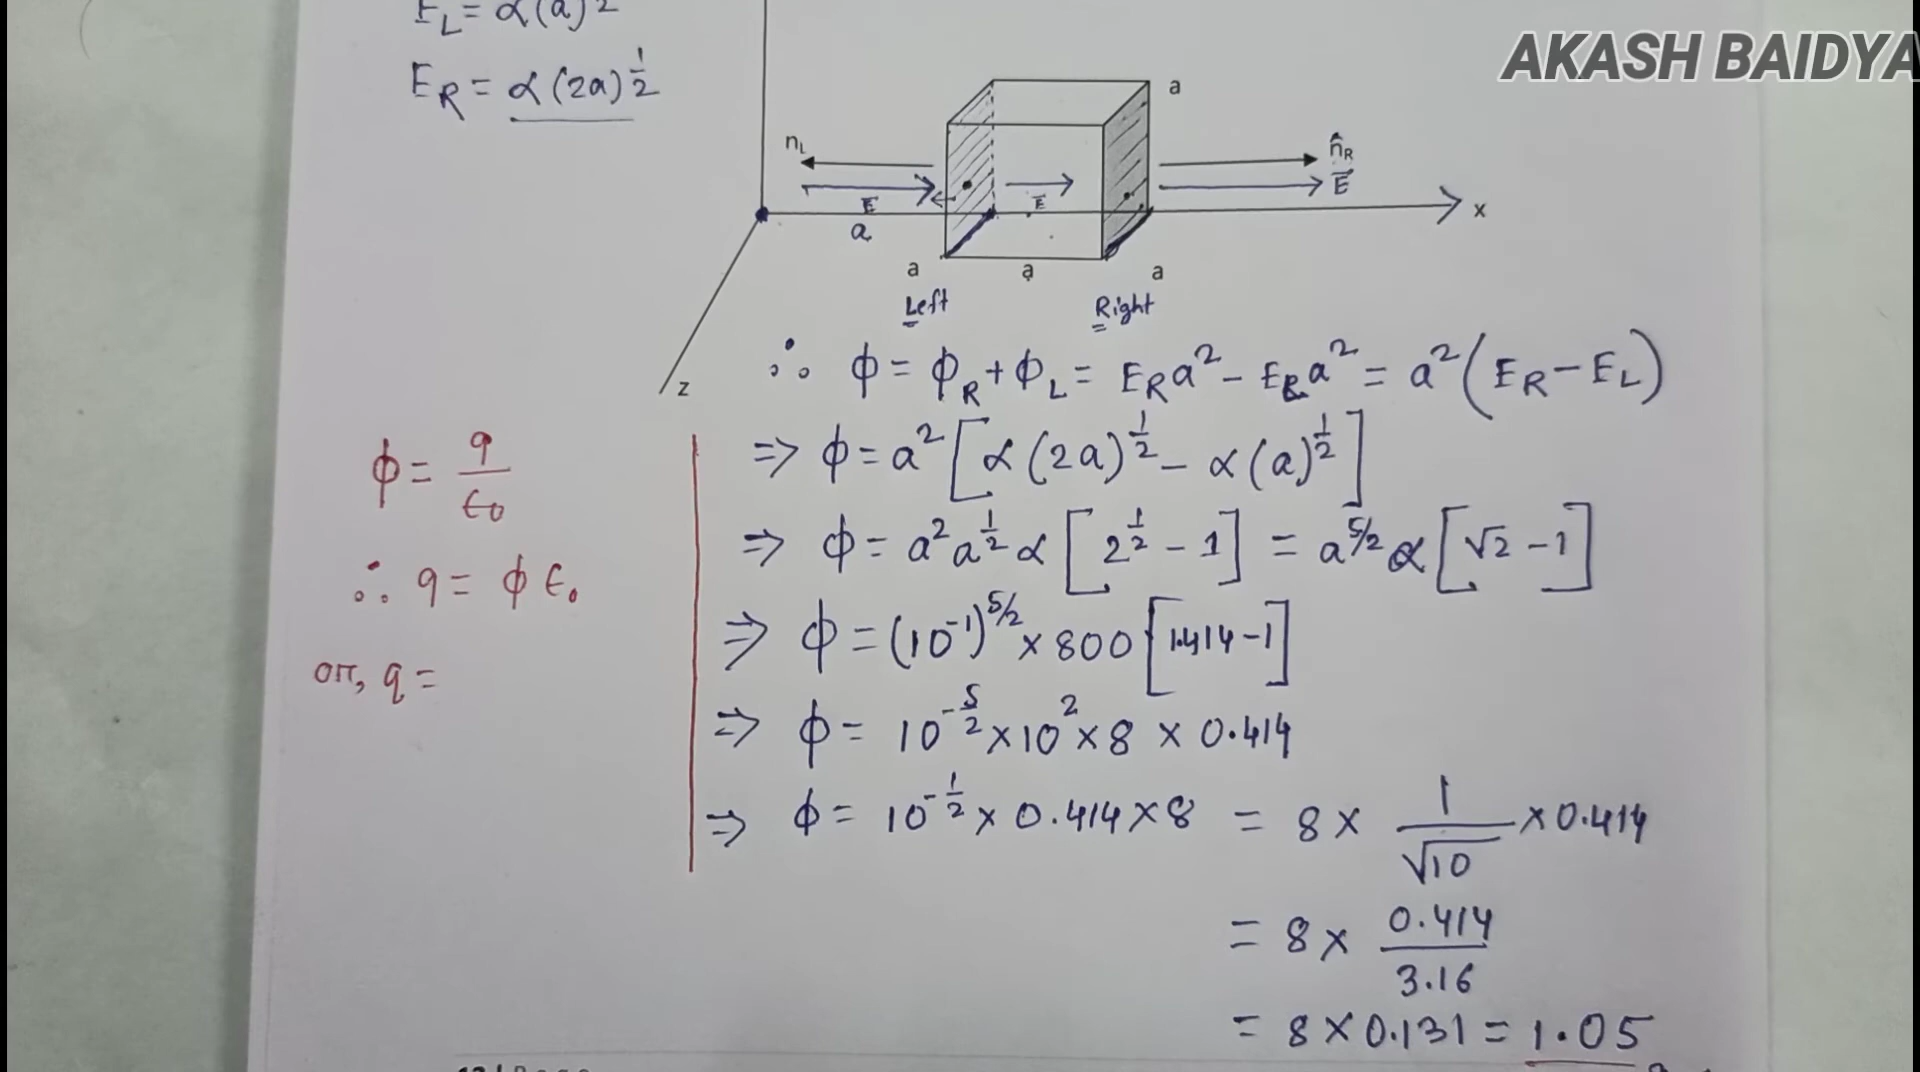 E_L = α(a)^½
AKASH BAIDYA
E_R = α(2a)^½
a
n_L
n̂_R
E⃗
E⃗
E⃗
x
a
a
a
a
Left
Right
z
∴ ϕ = ϕ_R + ϕ_L = E_R a² - E_L a² = a² (E_R - E_L)
⇒ ϕ = a² [α(2a)^½ - α(a)^½]
⇒ ϕ = a² a^½ α [2^½ - 1] = a^5/2 α [√2 - 1]
⇒ ϕ = (10^-1)^5/2 × 800 [1.414 - 1]
⇒ ϕ = 10^-5/2 × 10² × 8 × 0.414
⇒ ϕ = 10^-½ × 0.414 × 8 = 8 × 1/√10 × 0.414
= 8 × 0.414/3.16
= 8 × 0.131 = 1.05
ϕ = q/ϵ₀
∴ q = ϕ ϵ₀
or, q =